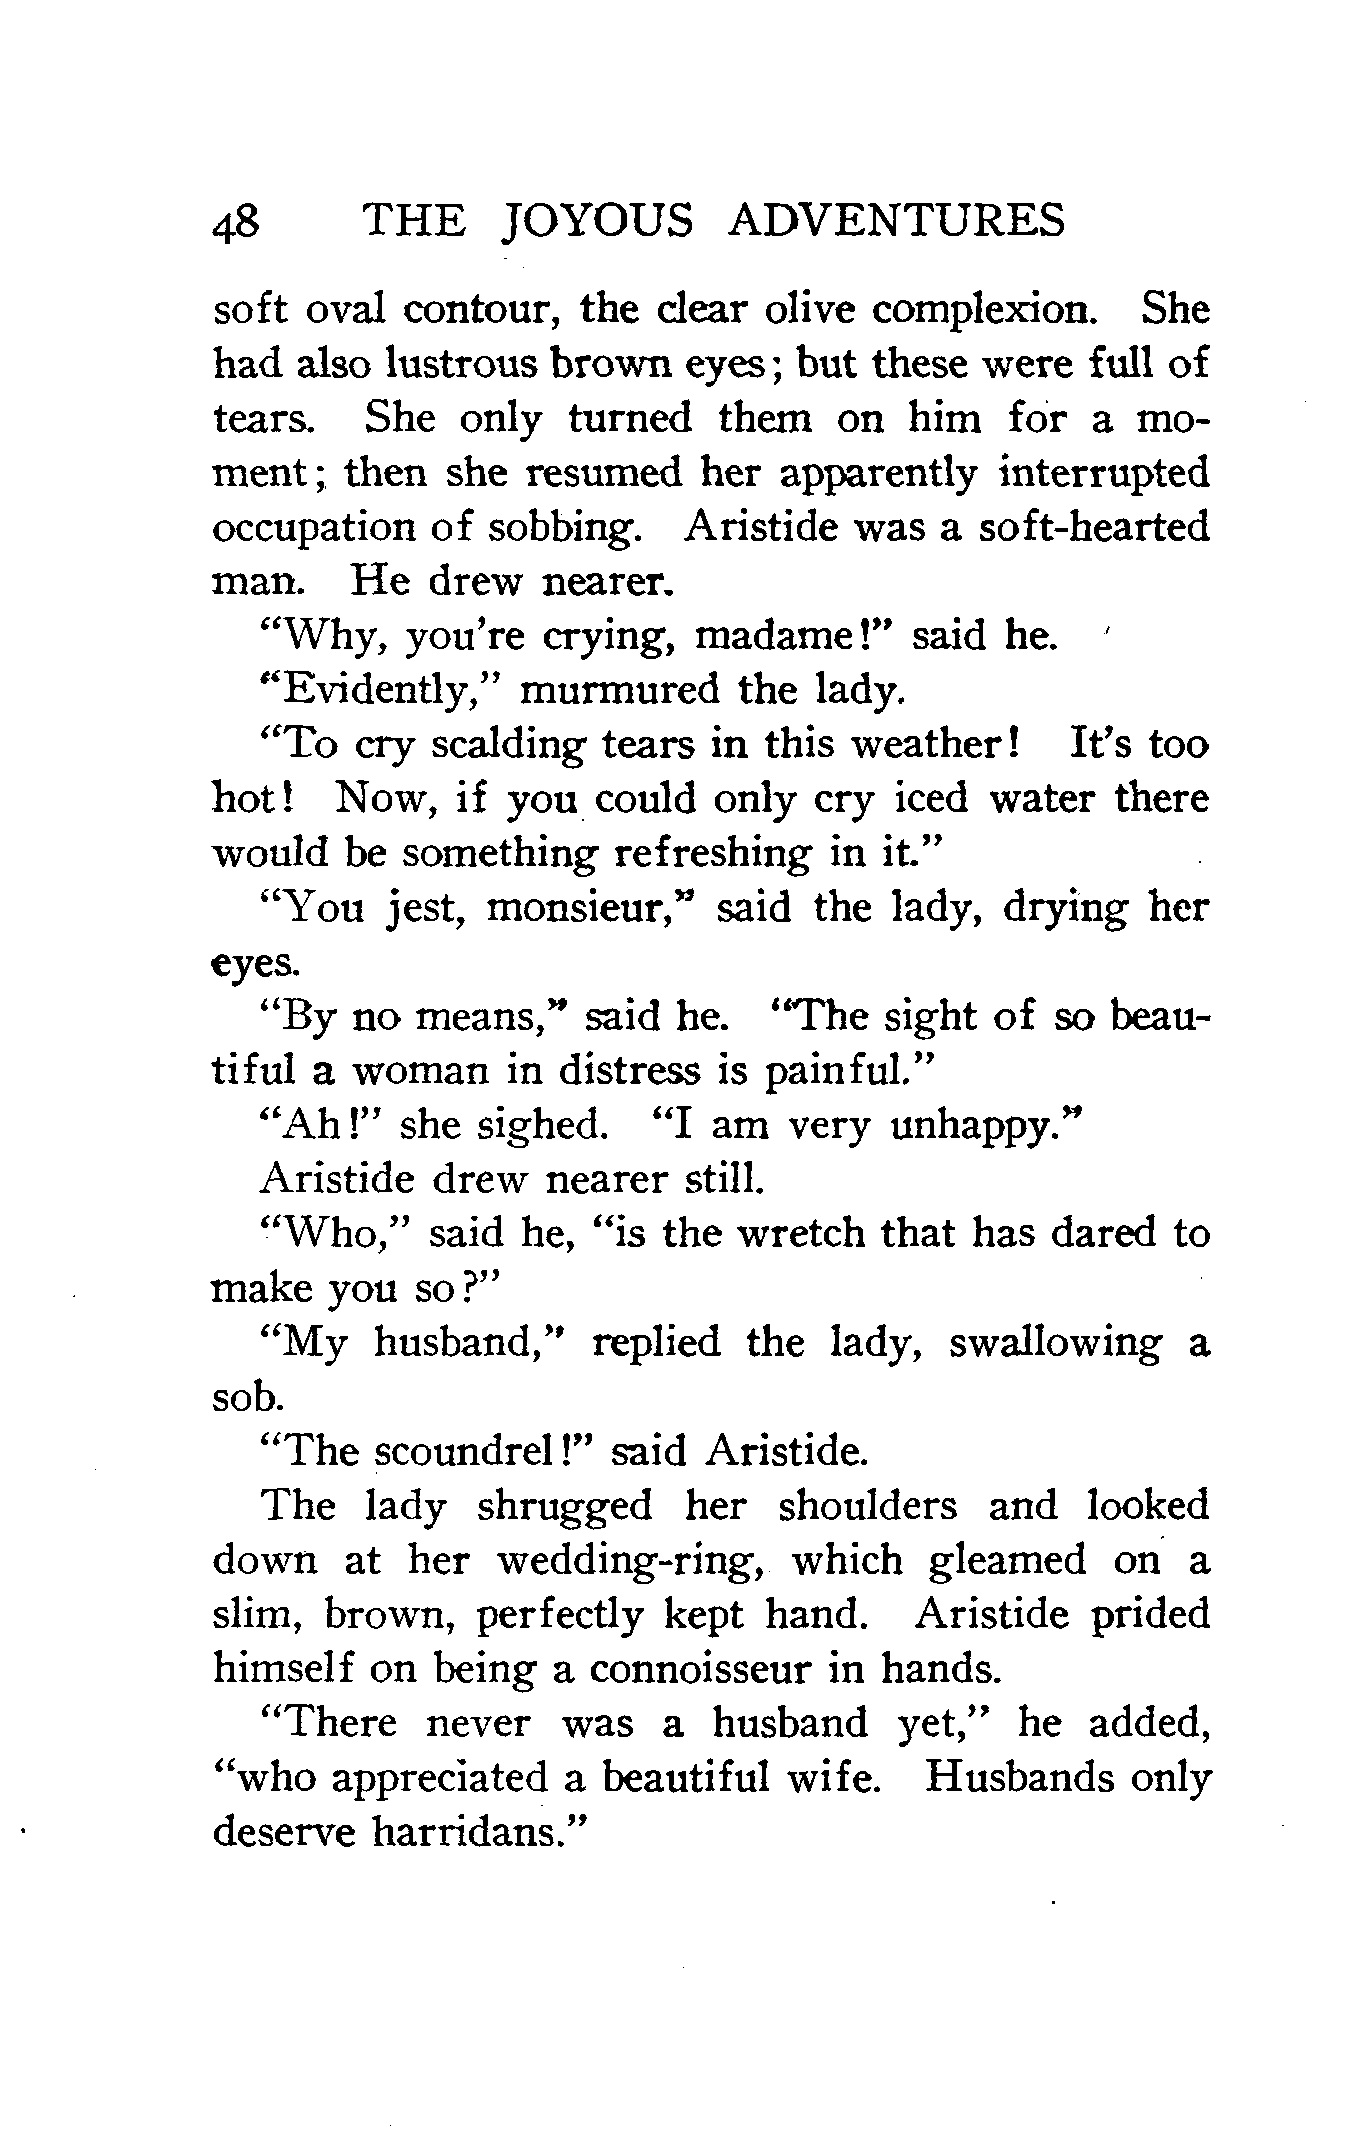 48 THE JOYOUS ADVENTURES
soft oval contour, the clear olive complexion. She
had also lustrous brown eyes; but these were full of
tears. She only turned them on him for a mo-
ment; then she resumed her apparently interrupted
occupation of sobbing. Aristide was a soft-hearted
man. He drew nearer.
"Why, you're crying, madame!" said he.
"Evidently," murmured the lady.
"To cry scalding tears in this weather! It's too
hot! Now, if you could only cry iced water there
would be something refreshing in it."
"You jest, monsieur," said the lady, drying her
eyes.
"By no means," said he. "The sight of so beau-
tiful a woman in distress is painful."
"Ah!" she sighed. "I am very unhappy."
Aristide drew nearer still.
"Who," said he, "is the wretch that has dared to
make you so?"
"My husband," replied the lady, swallowing a
sob.
"The scoundrel!" said Aristide.
The lady shrugged her shoulders and looked
down at her wedding-ring, which gleamed on a
slim, brown, perfectly kept hand. Aristide prided
himself on being a connoisseur in hands.
"There never was a husband yet," he added,
"who appreciated a beautiful wife. Husbands only
deserve harridans."